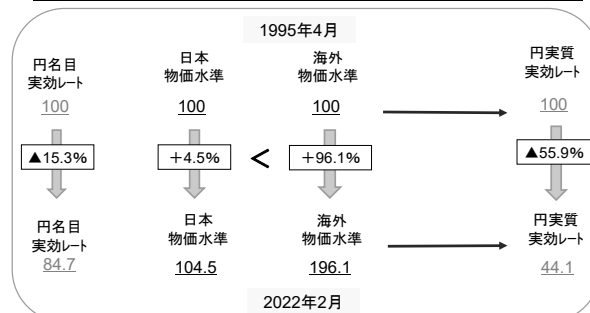 1995年4月
円名目
実効レート
100
日本
物価水準
100
海外
物価水準
100
円実質
実効レート
100
▲15.3%
+4.5%
<
+96.1%
▲55.9%
円名目
実効レート
84.7
日本
物価水準
104.5
海外
物価水準
196.1
円実質
実効レート
44.1
2022年2月